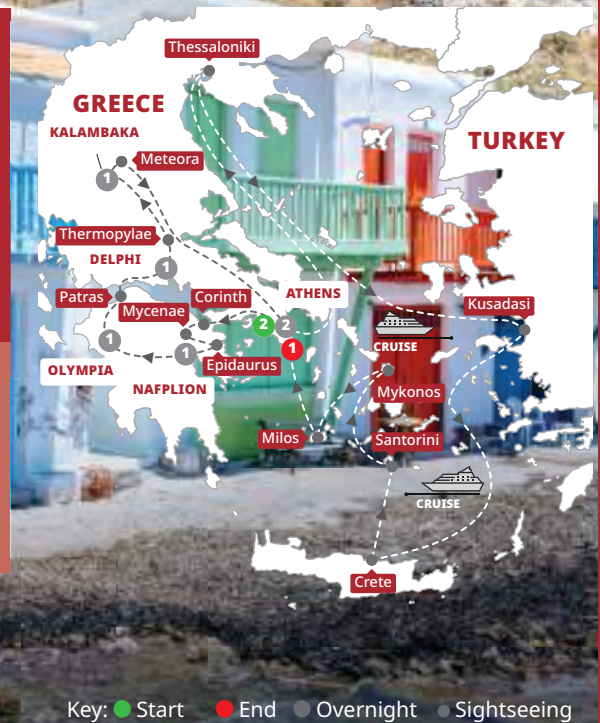 Thessaloniki
GREECE
KALAMBAKA
TURKEY
Meteora
1
Thermopylae
DELPHI
1
ATHENS
Patras
Corinth
Kusadasi
Mycenae
2
2
CRUISE
1
1
1
Epidaurus
OLYMPIA
NAFPLION
Mykonos
Milos
Santorini
CRUISE
Crete
Key: Start End Overnight Sightseeing